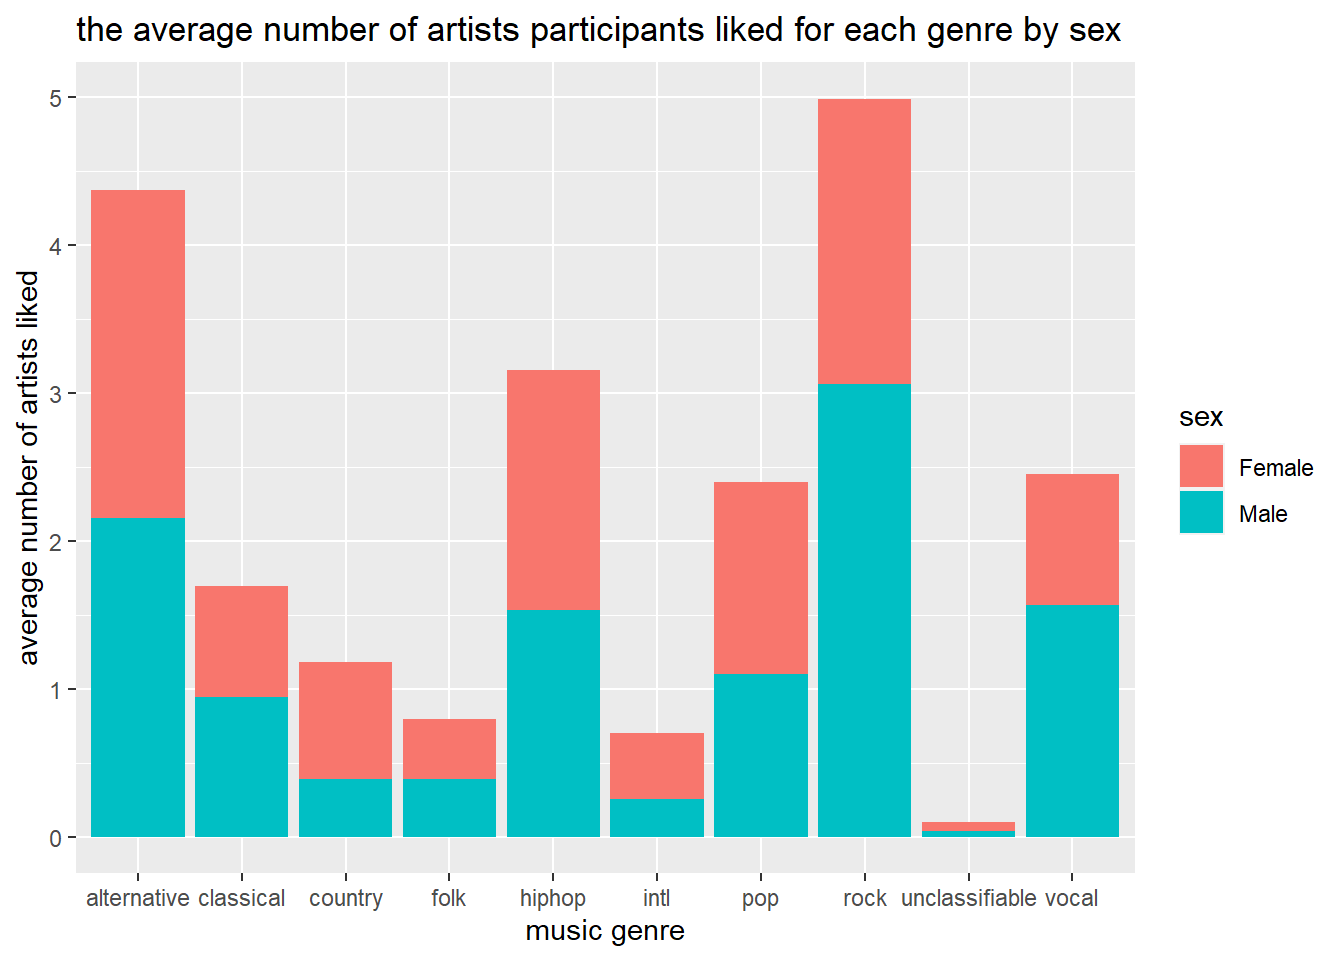 the average number of artists participants liked for each genre by sex
average number of artists liked
5
4
3
2
1
0
alternative classical country folk hiphop intl pop rock unclassifiable vocal
music genre
sex
Female
Male